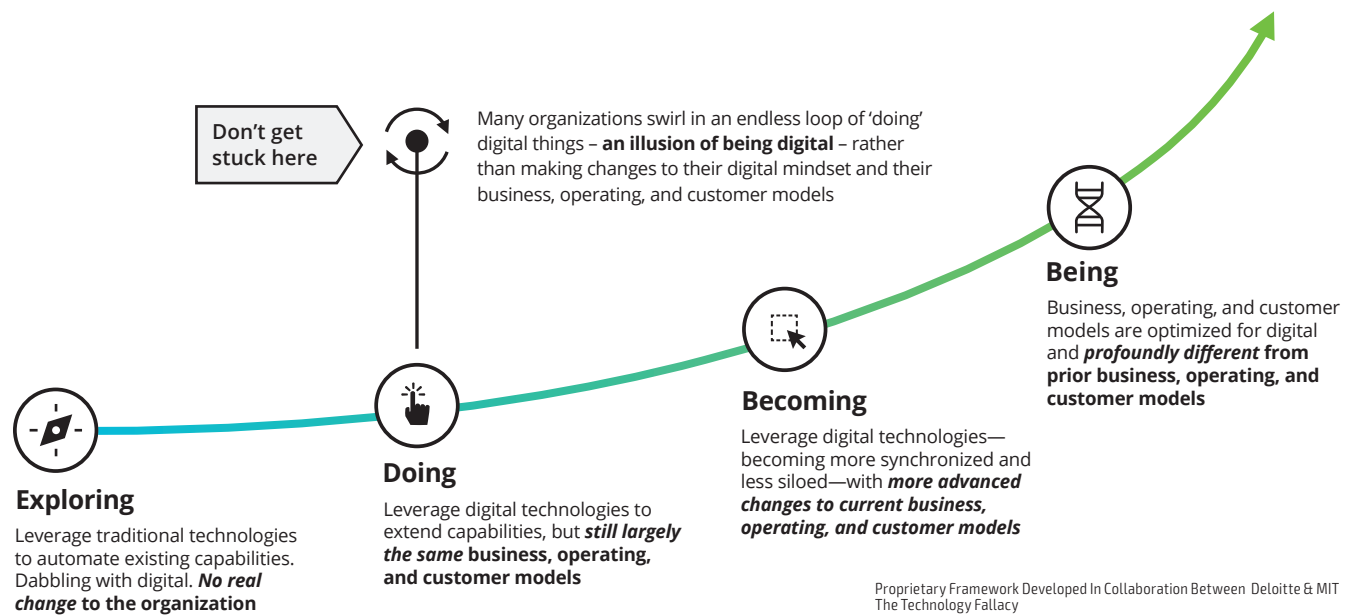 Don’t get
stuck here
Many organizations swirl in an endless loop of ‘doing’
digital things – an illusion of being digital – rather
than making changes to their digital mindset and their
business, operating, and customer models
Exploring
Leverage traditional technologies
to automate existing capabilities.
Dabbling with digital. No real
change to the organization
Doing
Leverage digital technologies to
extend capabilities, but still largely
the same business, operating,
and customer models
Becoming
Leverage digital technologies—
becoming more synchronized and
less siloed—with more advanced
changes to current business,
operating, and customer models
Being
Business, operating, and customer
models are optimized for digital
and profoundly different from
prior business, operating, and
customer models
Proprietary Framework Developed In Collaboration Between Deloitte & MIT
The Technology Fallacy